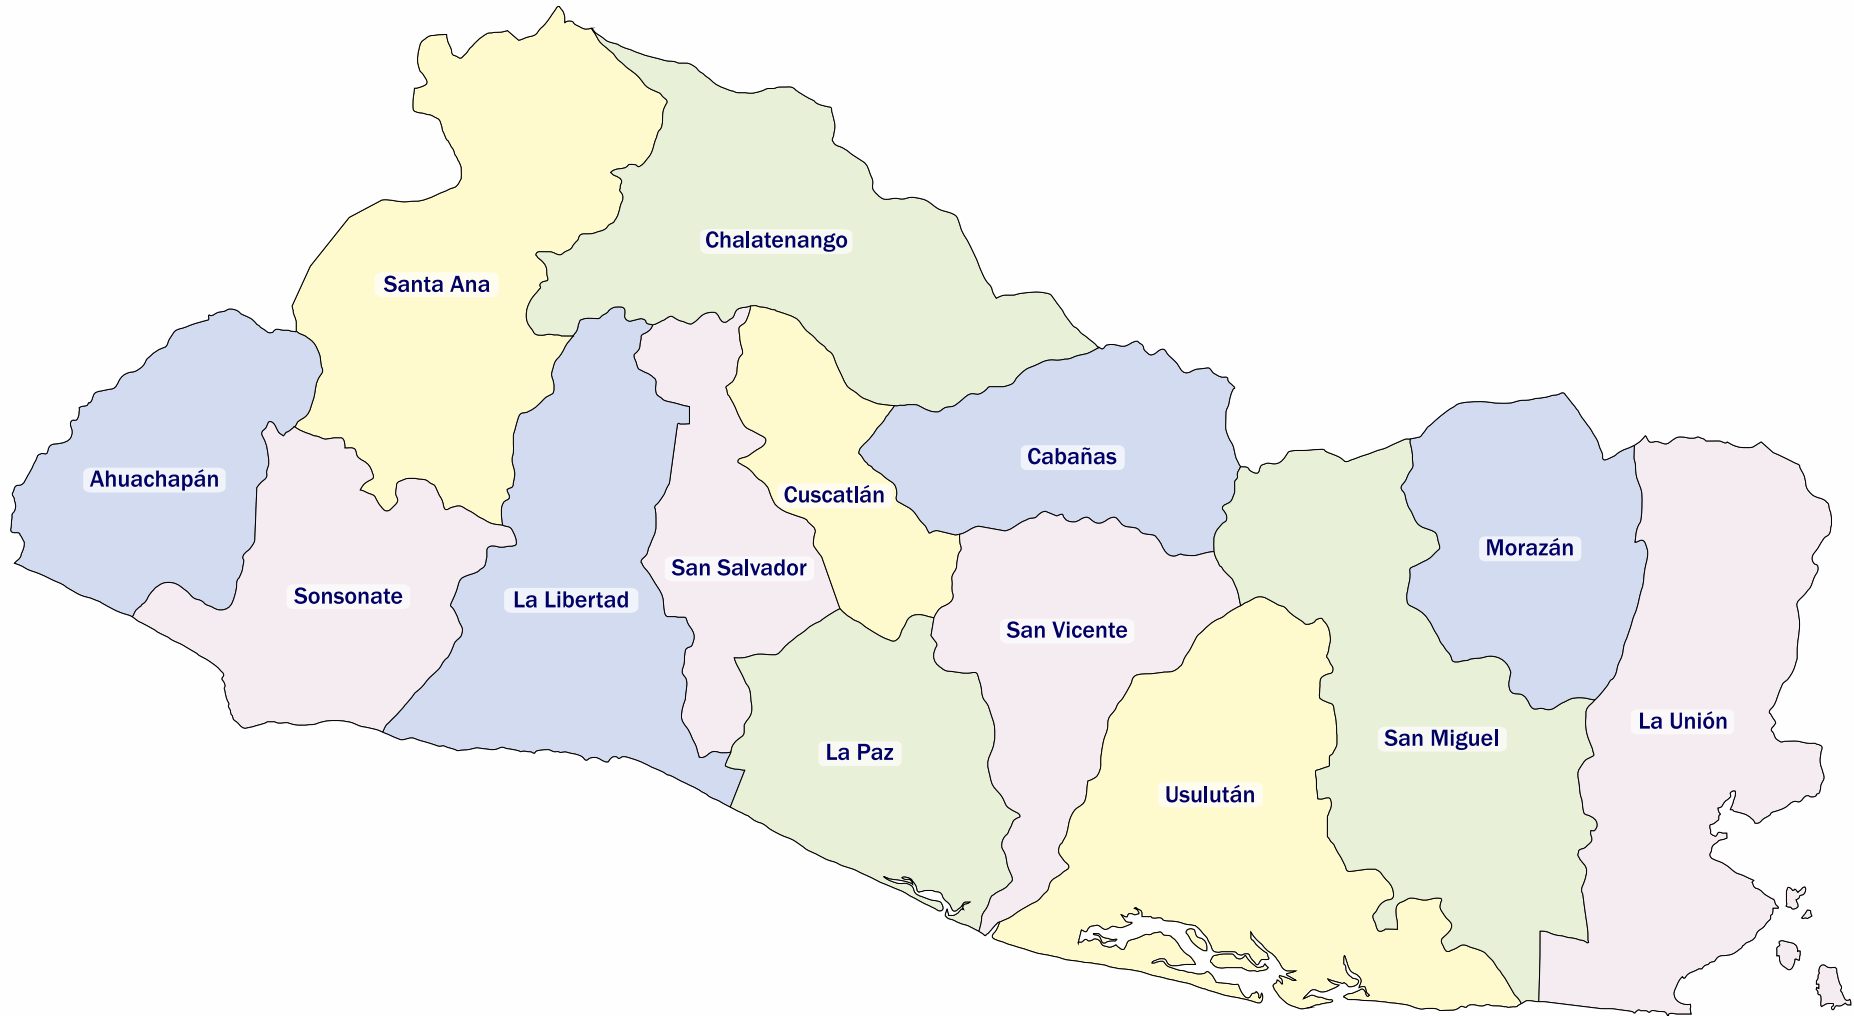 Chalatenango
Santa Ana
Cabañas
Ahuachapán
Cuscatlán
Morazán
San Salvador
Sonsonate
La Libertad
San Vicente
La Unión
San Miguel
La Paz
Usulután